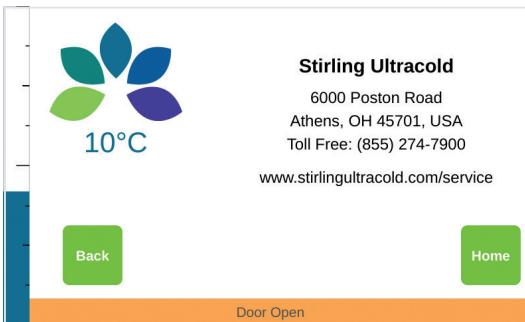 Stirling Ultracold
6000 Poston Road
Athens, OH 45701, USA
Toll Free: (855) 274-7900
www.stirlingultracold.com/service
10°C
Back
Home
Door Open